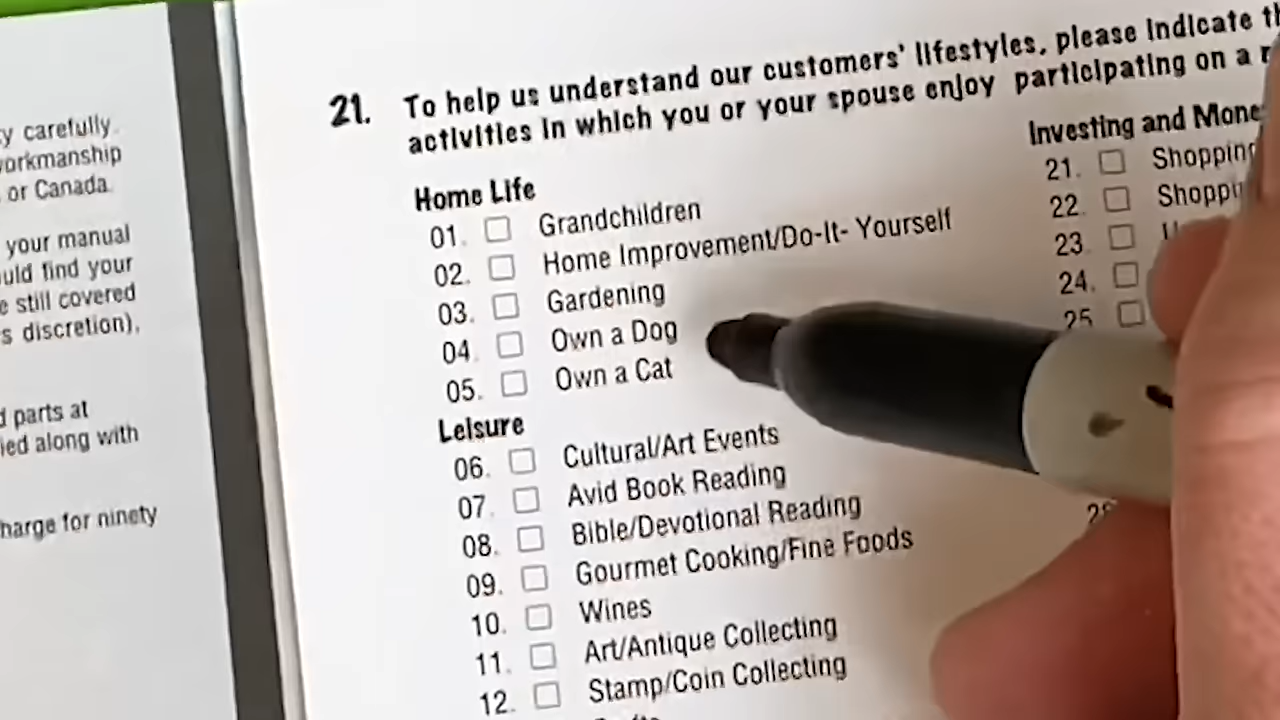 y carefully.
workmanship
or Canada.
your manual
uld find your
e still covered
s discretion),
d parts at
ied along with
harge for ninety
21. To help us understand our customers' lifestyles, please indicate
activities in which you or your spouse enjoy participating on a
Home Life
01. Grandchildren
02. Home Improvement/Do-It- Yourself
03. Gardening
04. Own a Dog
05. Own a Cat
Leisure
06. Cultural/Art Events
07. Avid Book Reading
08. Bible/Devotional Reading
09. Gourmet Cooking/Fine Foods
10. Wines
11. Art/Antique Collecting
12. Stamp/Coin Collecting
Investing and Mone
21. Shopping
22. Shoppi
23.
24.
25